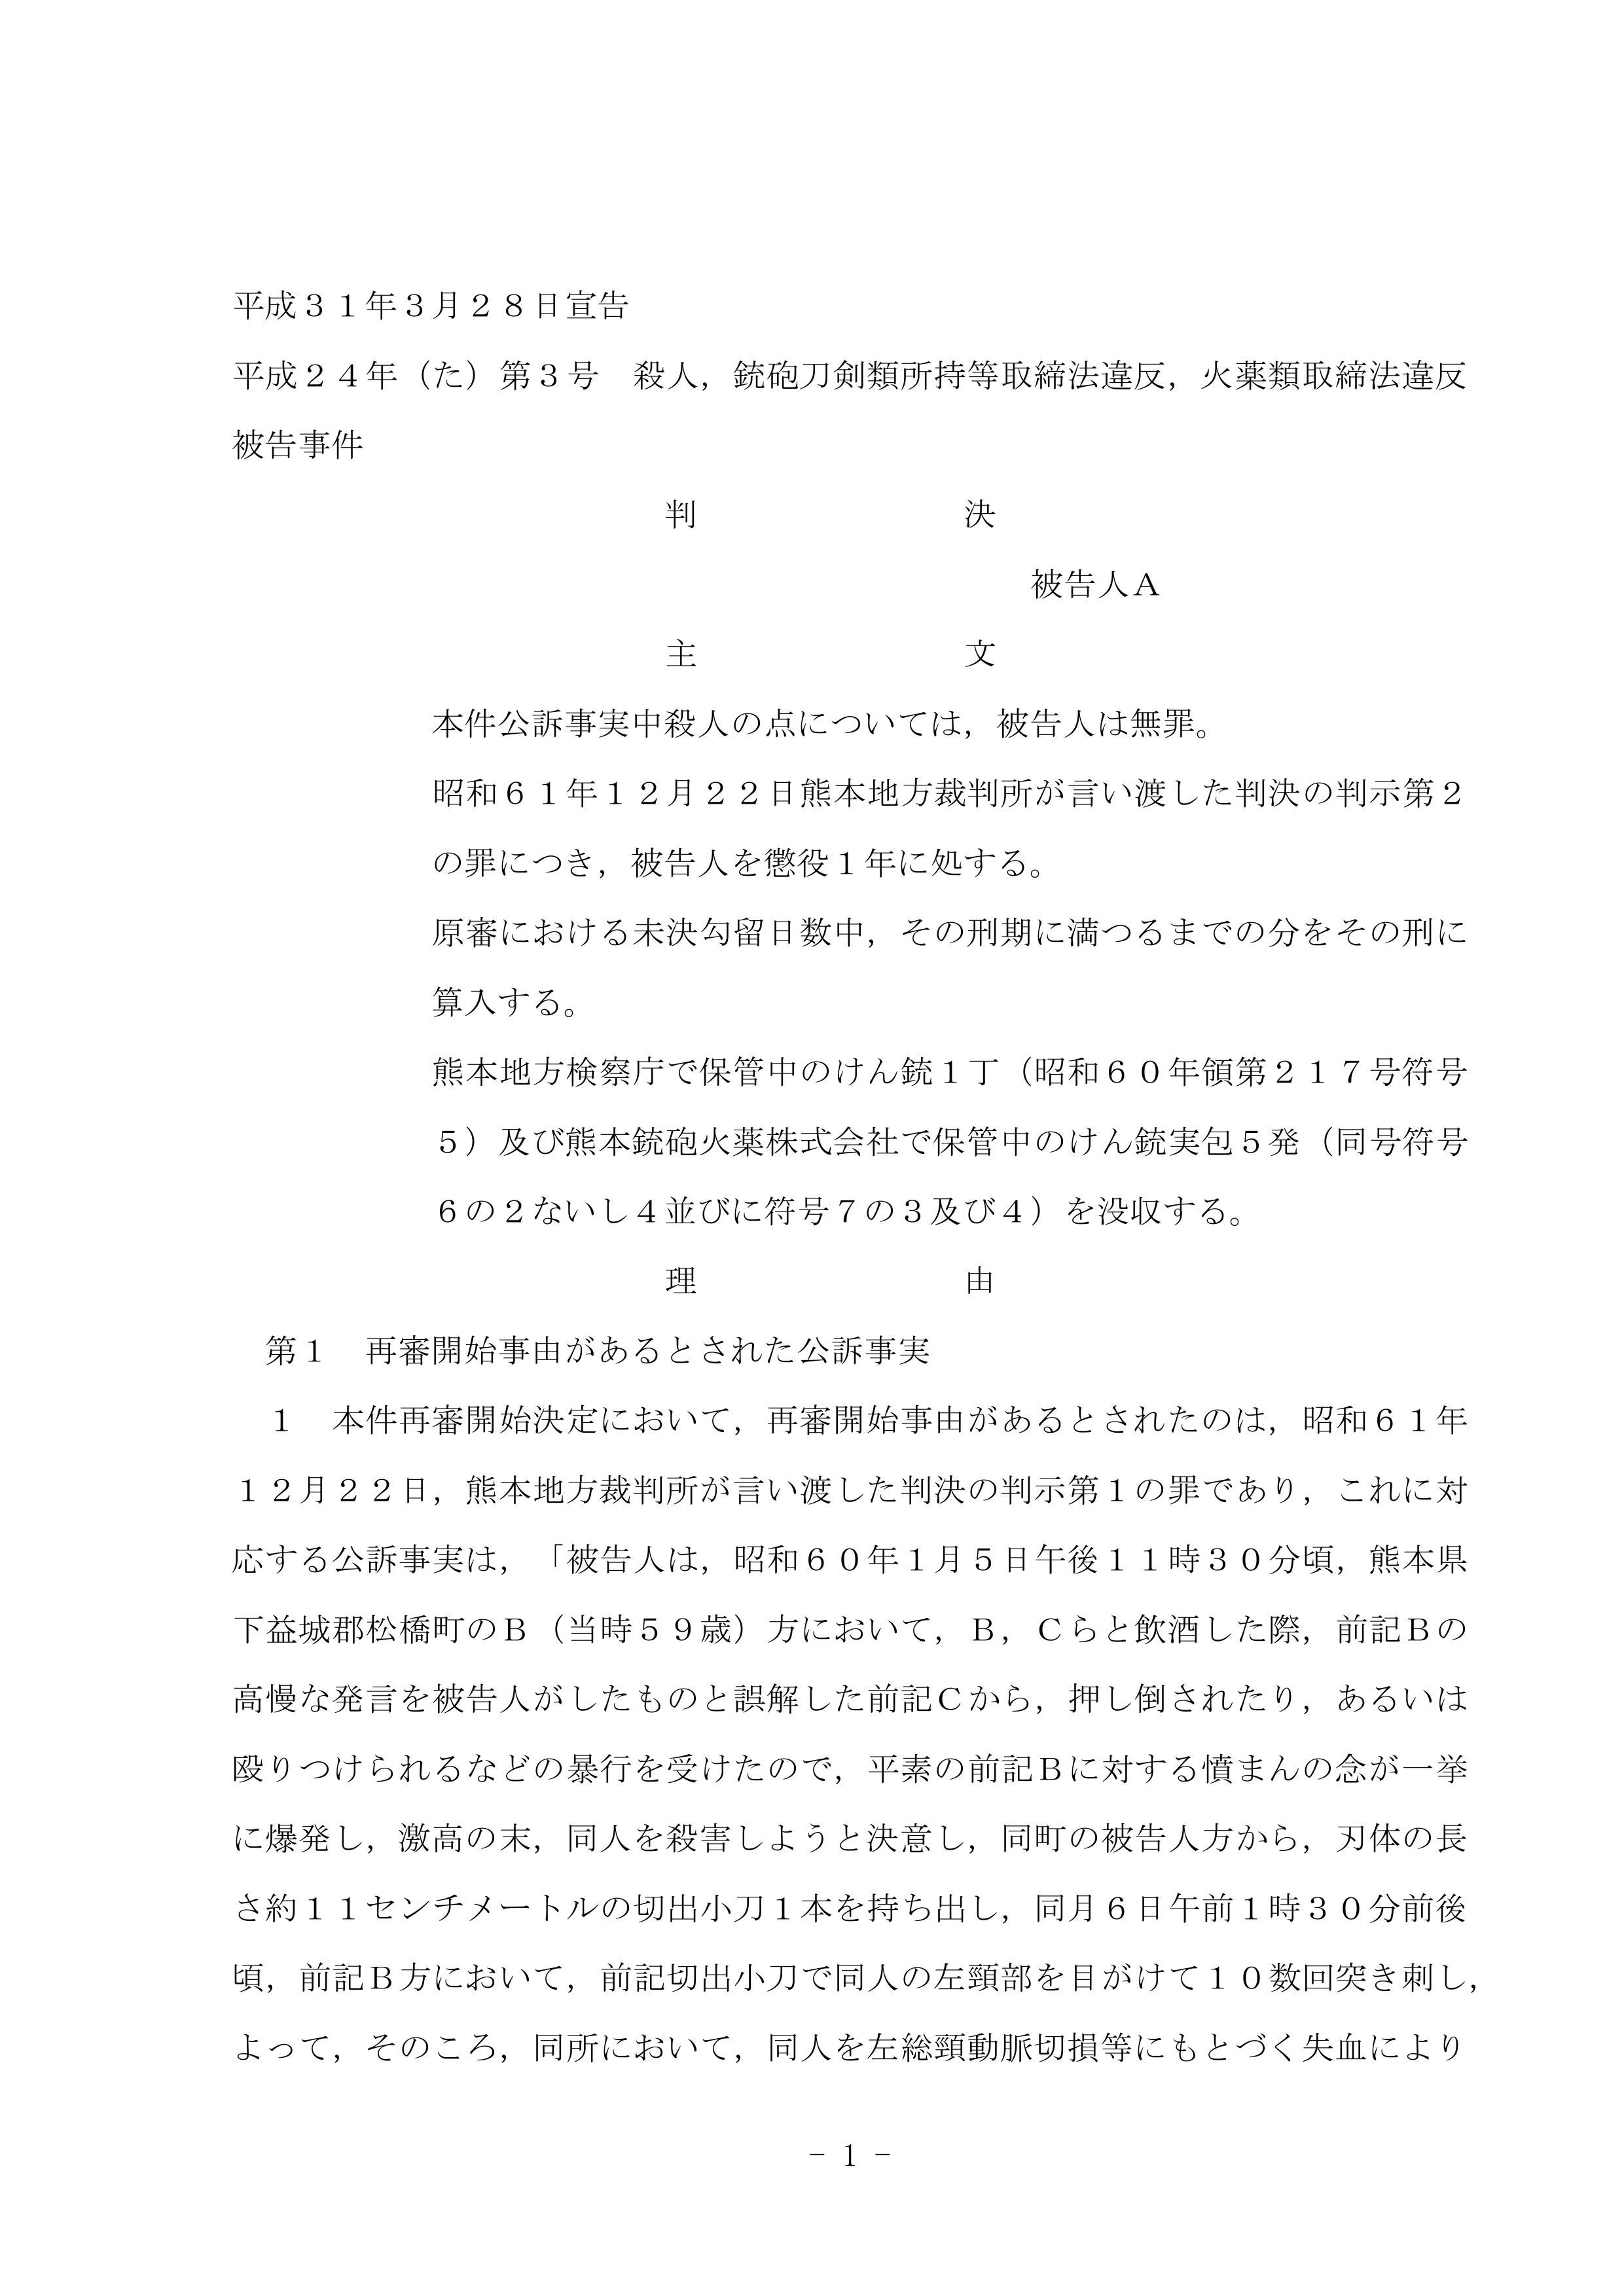 平成３１年３月２８日宣告
平成２４年（た）第３号　殺人，銃砲刀剣類所持等取締法違反，火薬類取締法違反
被告事件
判　　　　　　　　決
被告人Ａ
主　　　　　　　　文
本件公訴事実中殺人の点については，被告人は無罪。
昭和６１年１２月２２日熊本地方裁判所が言い渡した判決の判示第２
の罪につき，被告人を懲役１年に処する。
原審における未決勾留日数中，その刑期に満つるまでの分をその刑に
算入する。
熊本地方検察庁で保管中のけん銃１丁（昭和６０年領第２１７号符号
５）及び熊本銃砲火薬株式会社で保管中のけん銃実包５発（同号符号
６の２ないし４並びに符号７の３及び４）を没収する。
理　　　　　　　　由
第１　再審開始事由があるとされた公訴事実
１　本件再審開始決定において，再審開始事由があるとされたのは，昭和６１年
１２月２２日，熊本地方裁判所が言い渡した判決の判示第１の罪であり，これに対
応する公訴事実は，「被告人は，昭和６０年１月５日午後１１時３０分頃，熊本県
下益城郡松橋町のＢ（当時５９歳）方において，Ｂ，Ｃらと飲酒した際，前記Ｂの
高慢な発言を被告人がしたものと誤解した前記Ｃから，押し倒されたり，あるいは
殴りつけられるなどの暴行を受けたので，平素の前記Ｂに対する憤まんの念が一挙
に爆発し，激高の末，同人を殺害しようと決意し，同町の被告人方から，刃体の長
さ約１１センチメートルの切出小刀１本を持ち出し，同月６日午前１時３０分前後
頃，前記Ｂ方において，前記切出小刀で同人の左頸部を目がけて１０数回突き刺し，
よって，そのころ，同所において，同人を左総頸動脈切損等にもとづく失血により
- 1 -